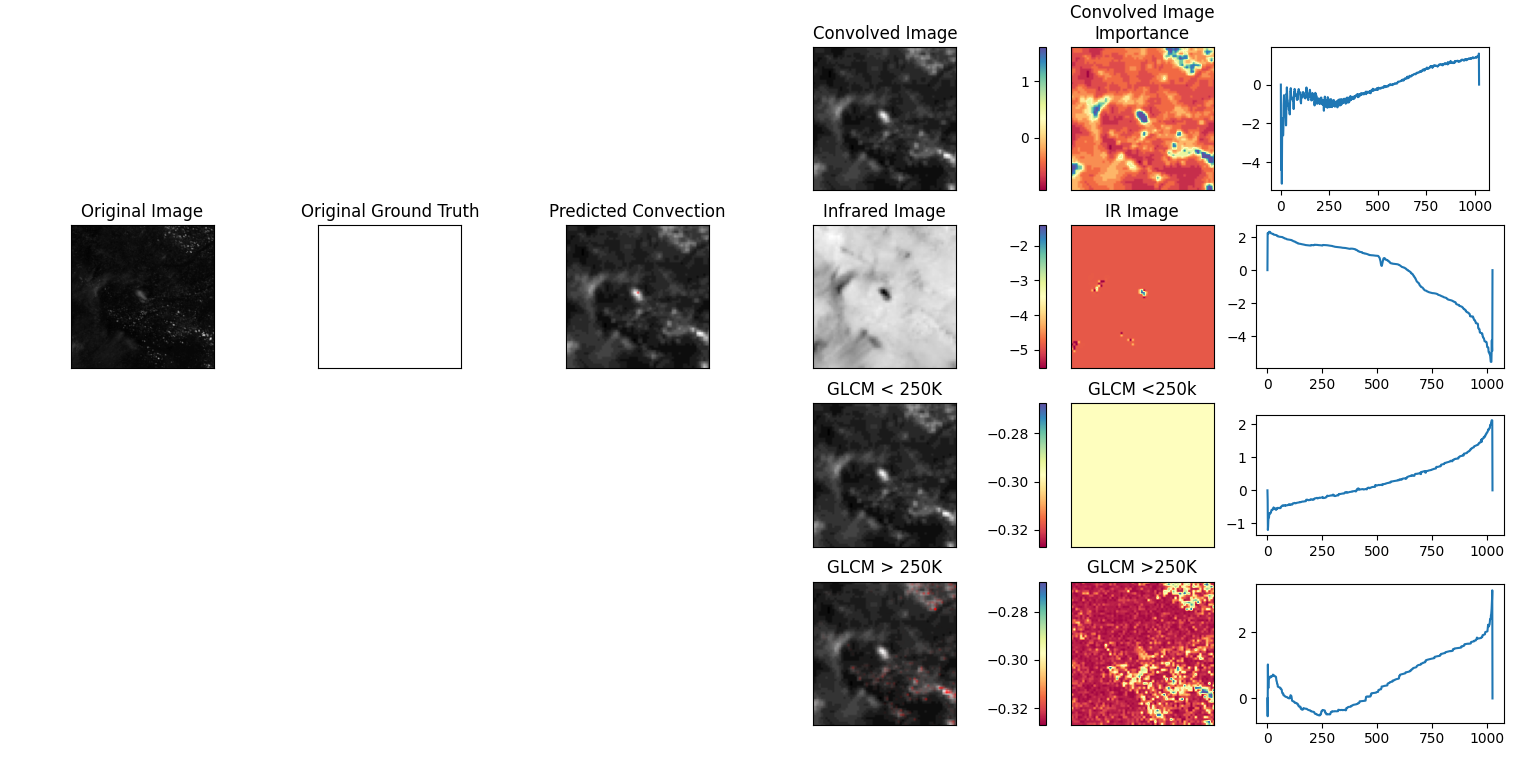 Convolved Image
Convolved Image
Importance
1
0
0
−2
−4
0 250 500 750 1000
Original Image
Original Ground Truth
Predicted Convection
Infrared Image
IR Image
−2
−3
−4
−5
2
0
−2
−4
0 250 500 750 1000
GLCM < 250K
GLCM <250k
−0.28
−0.30
−0.32
2
1
0
−1
0 250 500 750 1000
GLCM > 250K
GLCM >250K
−0.28
−0.30
−0.32
2
0
0 250 500 750 1000